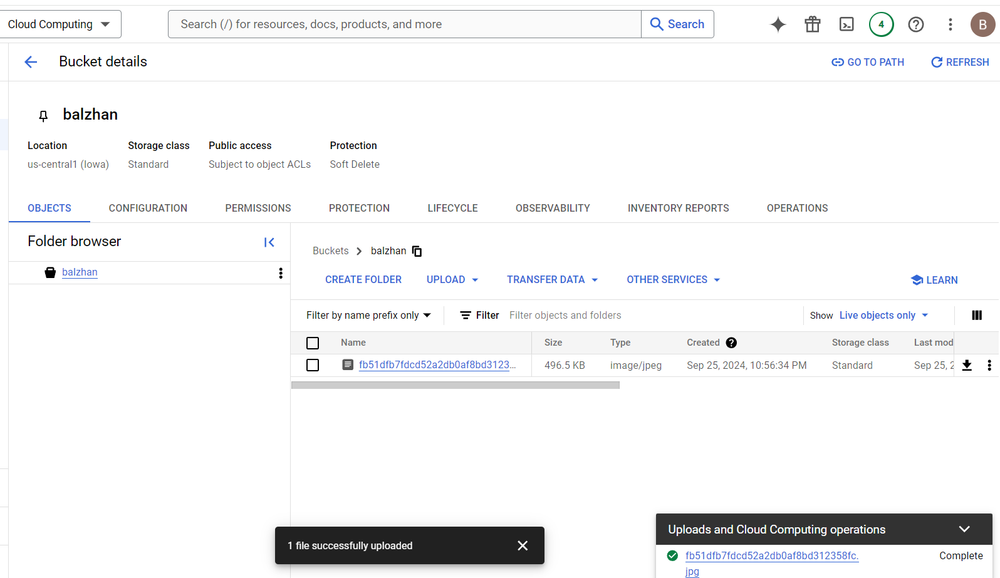 Cloud Computing
Search (/) for resources, docs, products, and more
Search
4
B
Bucket details
GO TO PATH
REFRESH
balzhan
Location Storage class Public access Protection
us-central1 (Iowa) Standard Subject to object ACLs Soft Delete
OBJECTS CONFIGURATION PERMISSIONS PROTECTION LIFECYCLE OBSERVABILITY INVENTORY REPORTS OPERATIONS
Folder browser
balzhan
Buckets balzhan
CREATE FOLDER UPLOAD TRANSFER DATA OTHER SERVICES LEARN
Filter by name prefix only Filter Filter objects and folders Show Live objects only
Name Size Type Created Storage class Last mod
fb51dfb7fdcd52a2db0af8bd3123... 496.5 KB image/jpeg Sep 25, 2024, 10:56:34 PM Standard Sep 25, 2
1 file successfully uploaded
Uploads and Cloud Computing operations
fb51dfb7fdcd52a2db0af8bd312358fc. Complete
jpg